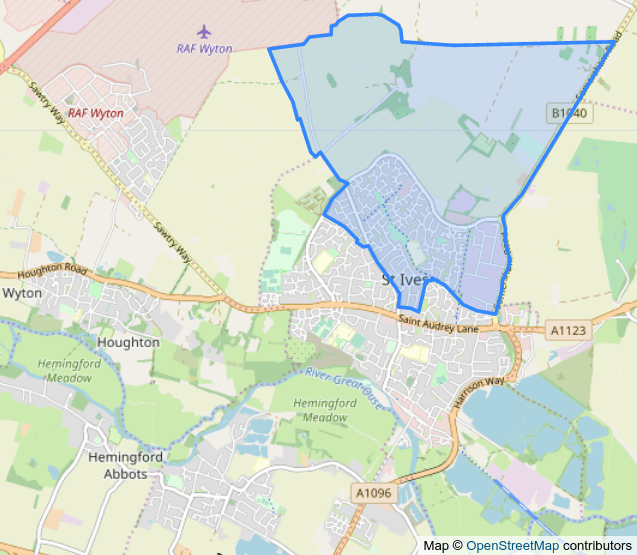 RAF Wyton
Sawtry Way
RAF Wyton
Road
B1040
Sawtry Way
Houghton Road
Wyton
St Ives
Houghton
Saint Audrey Lane
A1123
Hemingford
Meadow
River Great Ouse
Harrison Way
Hemingford
Meadow
Hemingford
Abbots
A1096
Map © OpenStreetMap contributors